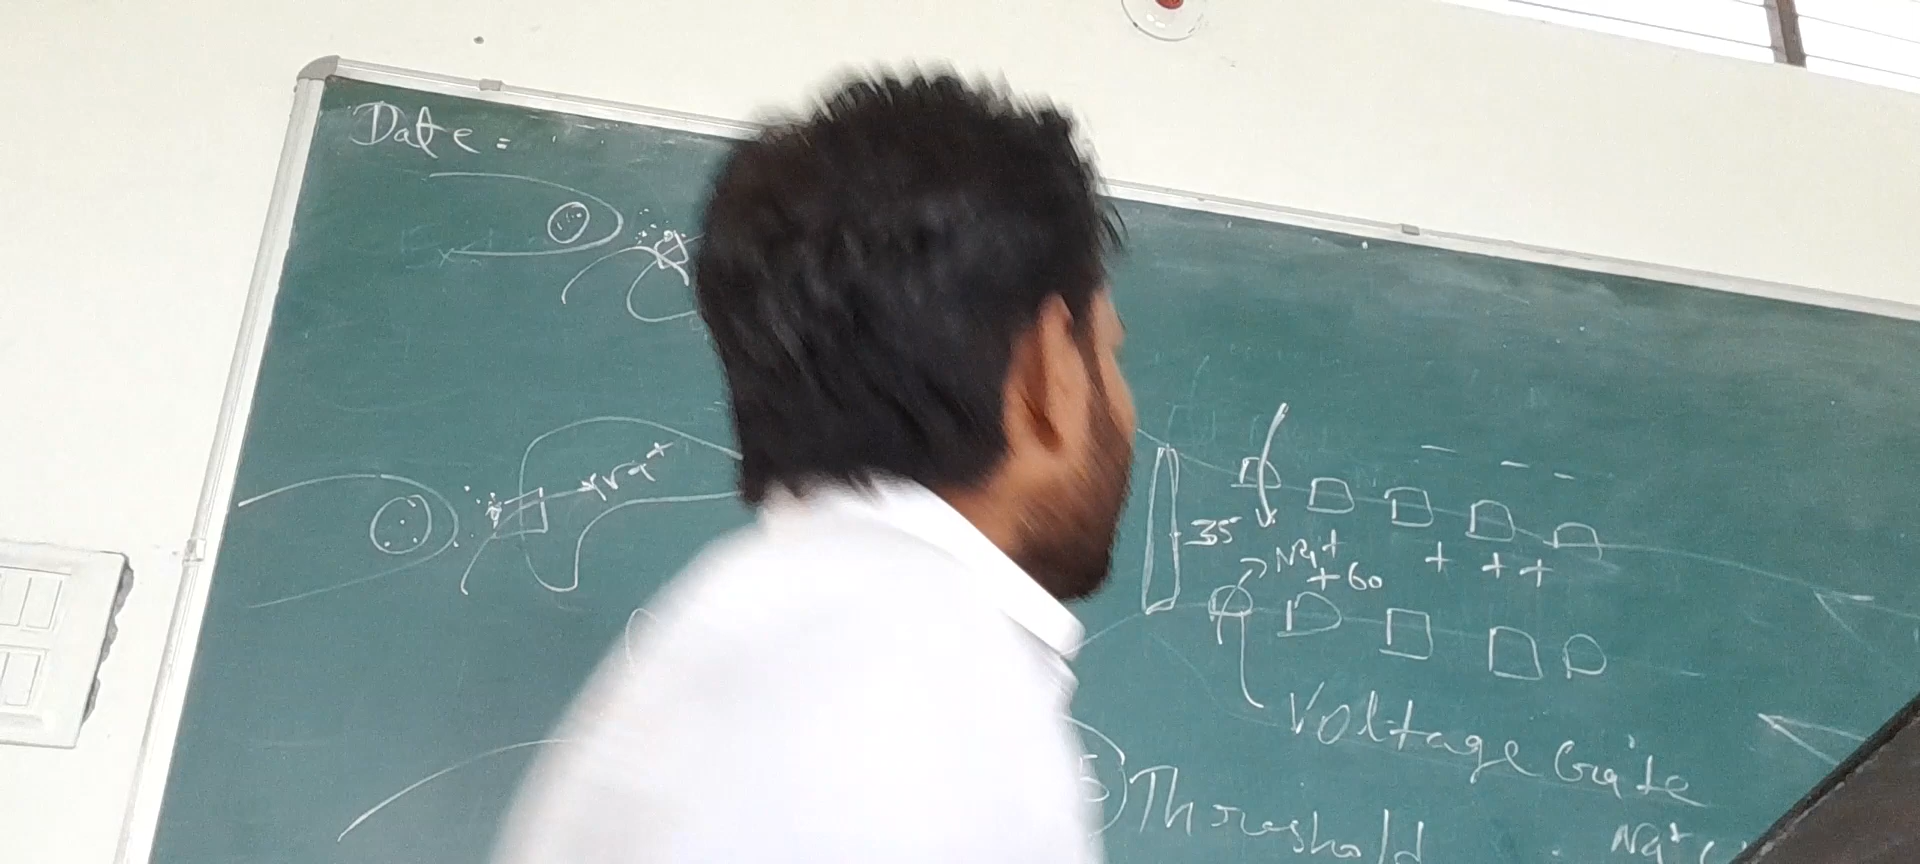 Date =
Na+
35
Na+
+60
+ + +
Voltage Gate
Threshold
Na+